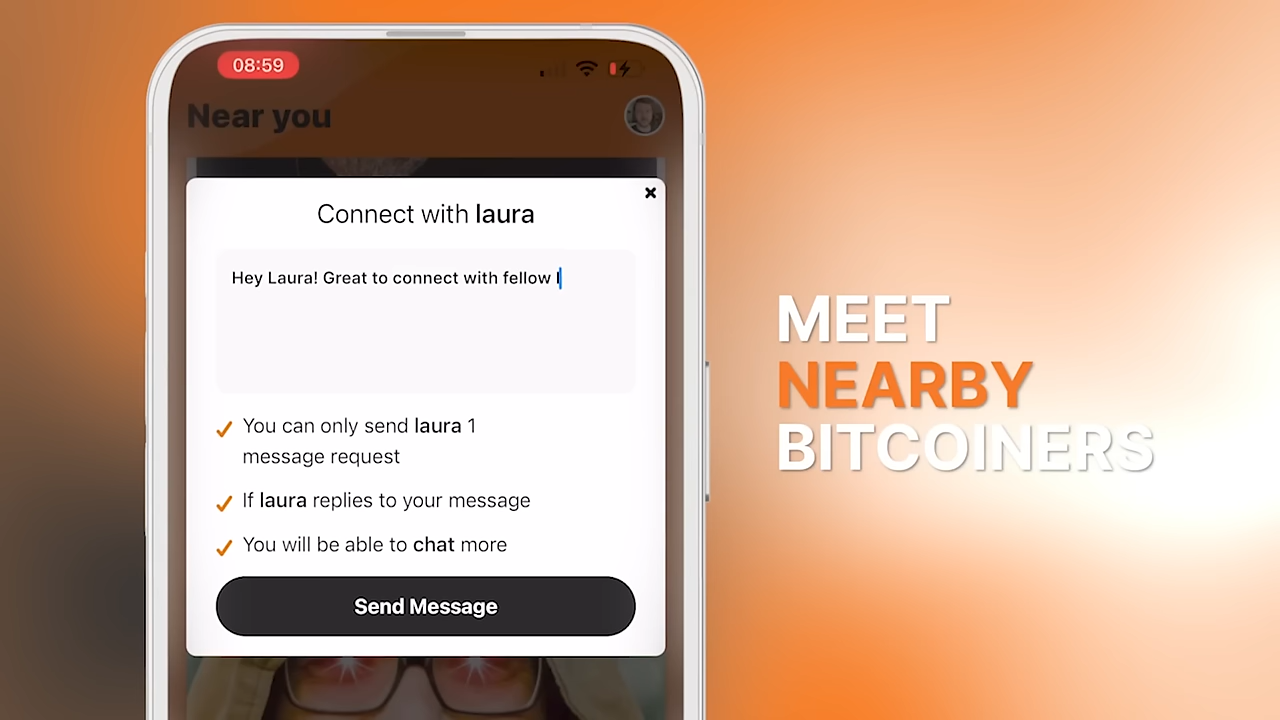 08:59
Near you
Connect with laura
Hey Laura! Great to connect with fellow l
You can only send laura 1
message request
If laura replies to your message
You will be able to chat more
Send Message
MEET
NEARBY
BITCOINERS